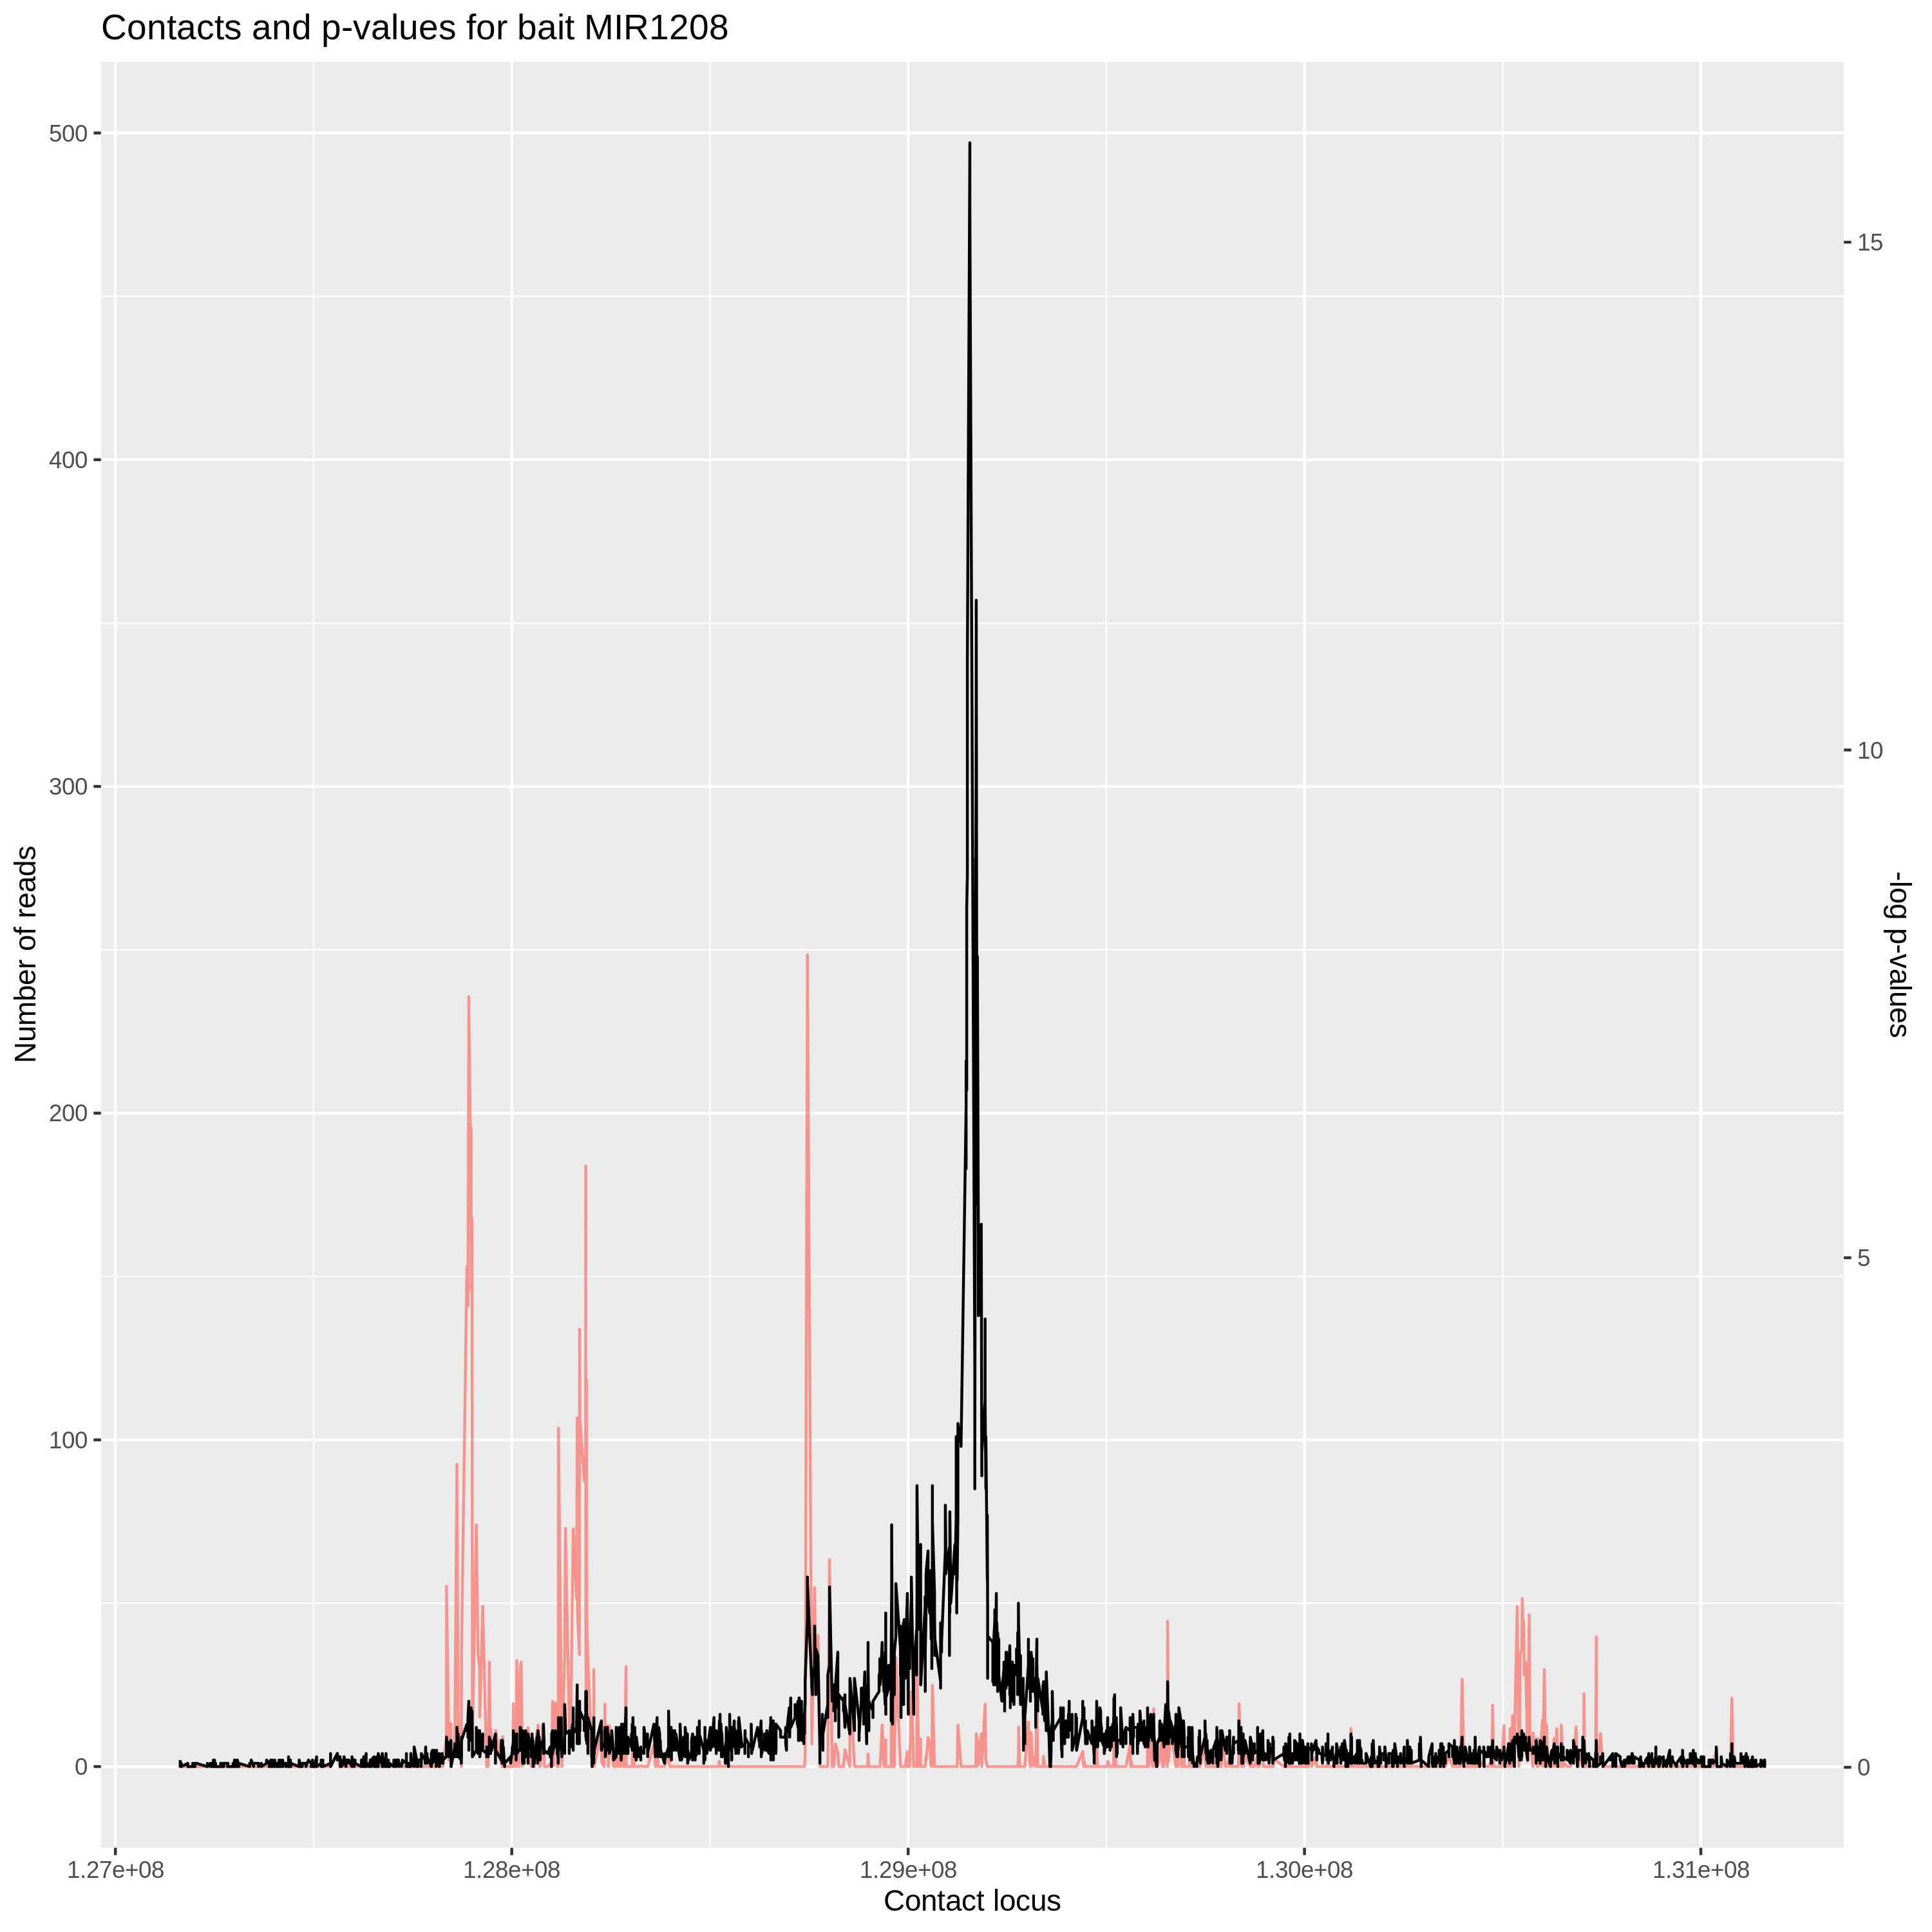 Contacts and p-values for bait MIR1208
500
400
300
200
100
0
Number of reads
15
10
5
0
-log p-values
1.27e+08
1.28e+08
1.29e+08
1.30e+08
1.31e+08
Contact locus